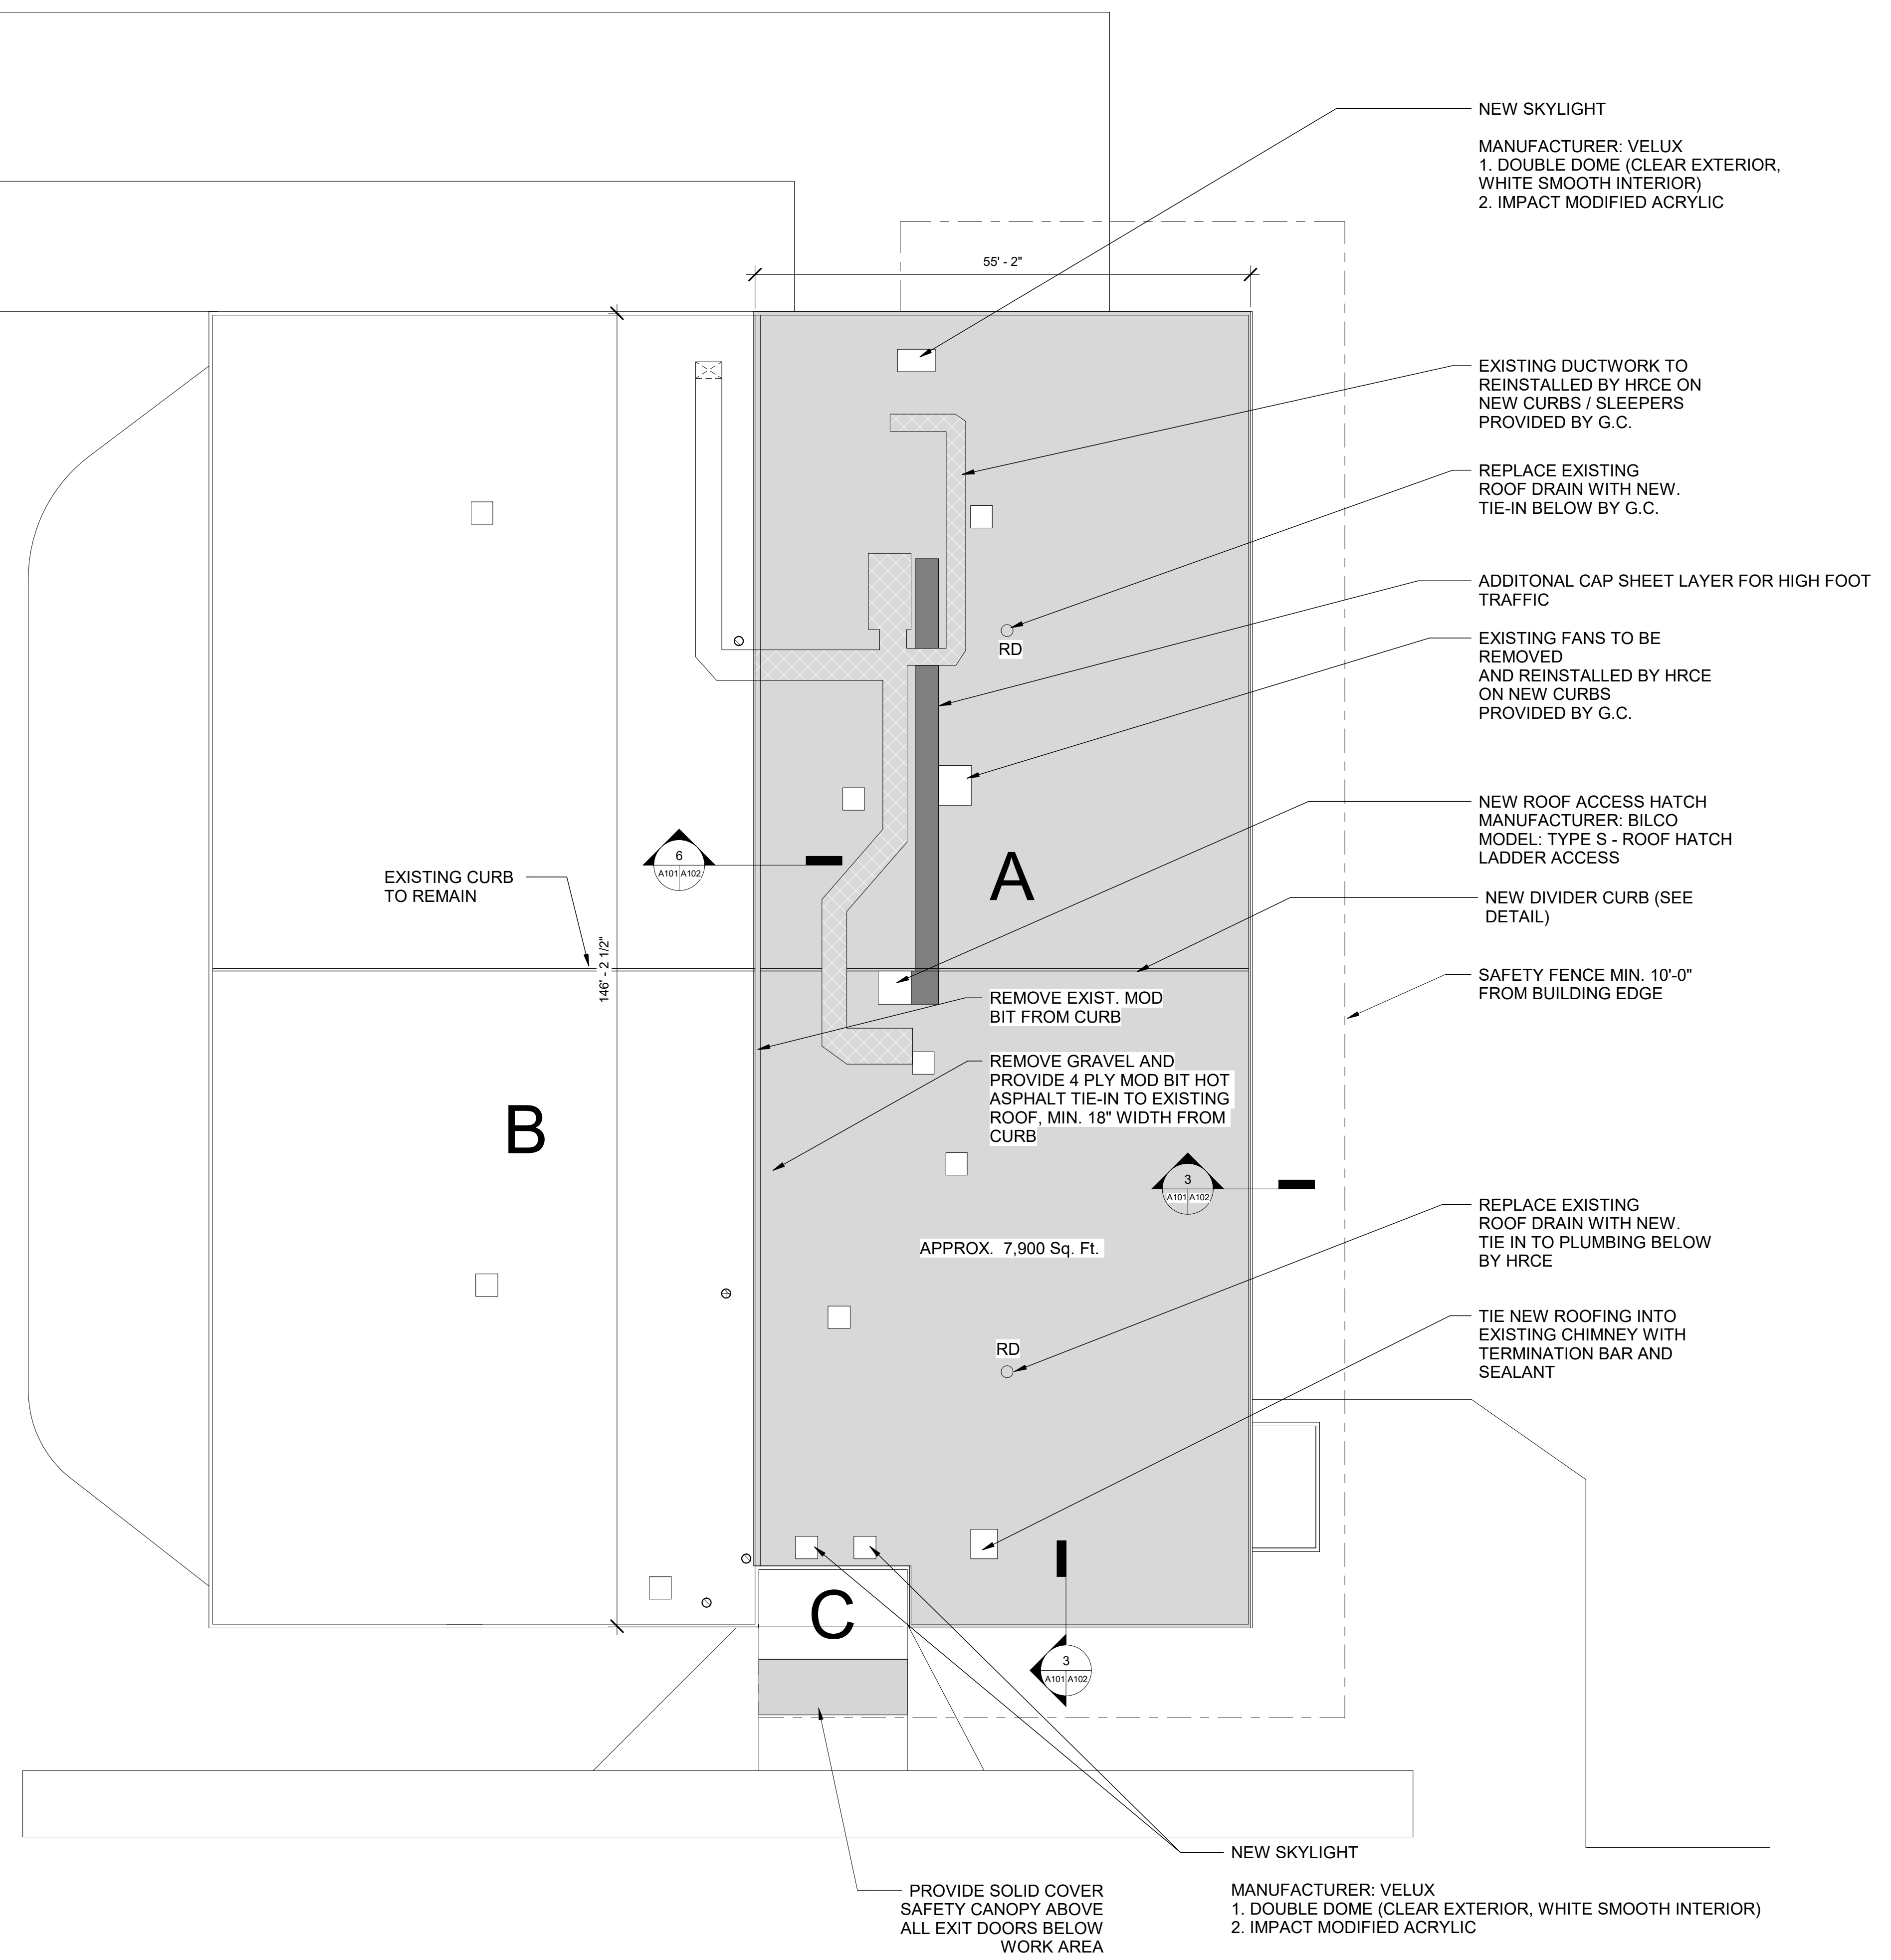 NEW SKYLIGHT
MANUFACTURER: VELUX
1. DOUBLE DOME (CLEAR EXTERIOR,
WHITE SMOOTH INTERIOR)
2. IMPACT MODIFIED ACRYLIC
55' - 2"
EXISTING DUCTWORK TO
REINSTALLED BY HRCE ON
NEW CURBS / SLEEPERS
PROVIDED BY G.C.
REPLACE EXISTING
ROOF DRAIN WITH NEW.
TIE-IN BELOW BY G.C.
ADDITONAL CAP SHEET LAYER FOR HIGH FOOT
TRAFFIC
RD
EXISTING FANS TO BE
REMOVED
AND REINSTALLED BY HRCE
ON NEW CURBS
PROVIDED BY G.C.
NEW ROOF ACCESS HATCH
MANUFACTURER: BILCO
MODEL: TYPE S - ROOF HATCH
LADDER ACCESS
6
A101 A102
A
EXISTING CURB
TO REMAIN
NEW DIVIDER CURB (SEE
DETAIL)
146' - 2 1/2"
SAFETY FENCE MIN. 10'-0"
FROM BUILDING EDGE
REMOVE EXIST. MOD
BIT FROM CURB
REMOVE GRAVEL AND
PROVIDE 4 PLY MOD BIT HOT
ASPHALT TIE-IN TO EXISTING
ROOF, MIN. 18" WIDTH FROM
CURB
B
3
A101 A102
APPROX. 7,900 Sq. Ft.
REPLACE EXISTING
ROOF DRAIN WITH NEW.
TIE IN TO PLUMBING BELOW
BY HRCE
RD
TIE NEW ROOFING INTO
EXISTING CHIMNEY WITH
TERMINATION BAR AND
SEALANT
C
3
A101 A102
NEW SKYLIGHT
MANUFACTURER: VELUX
1. DOUBLE DOME (CLEAR EXTERIOR, WHITE SMOOTH INTERIOR)
2. IMPACT MODIFIED ACRYLIC
PROVIDE SOLID COVER
SAFETY CANOPY ABOVE
ALL EXIT DOORS BELOW
WORK AREA